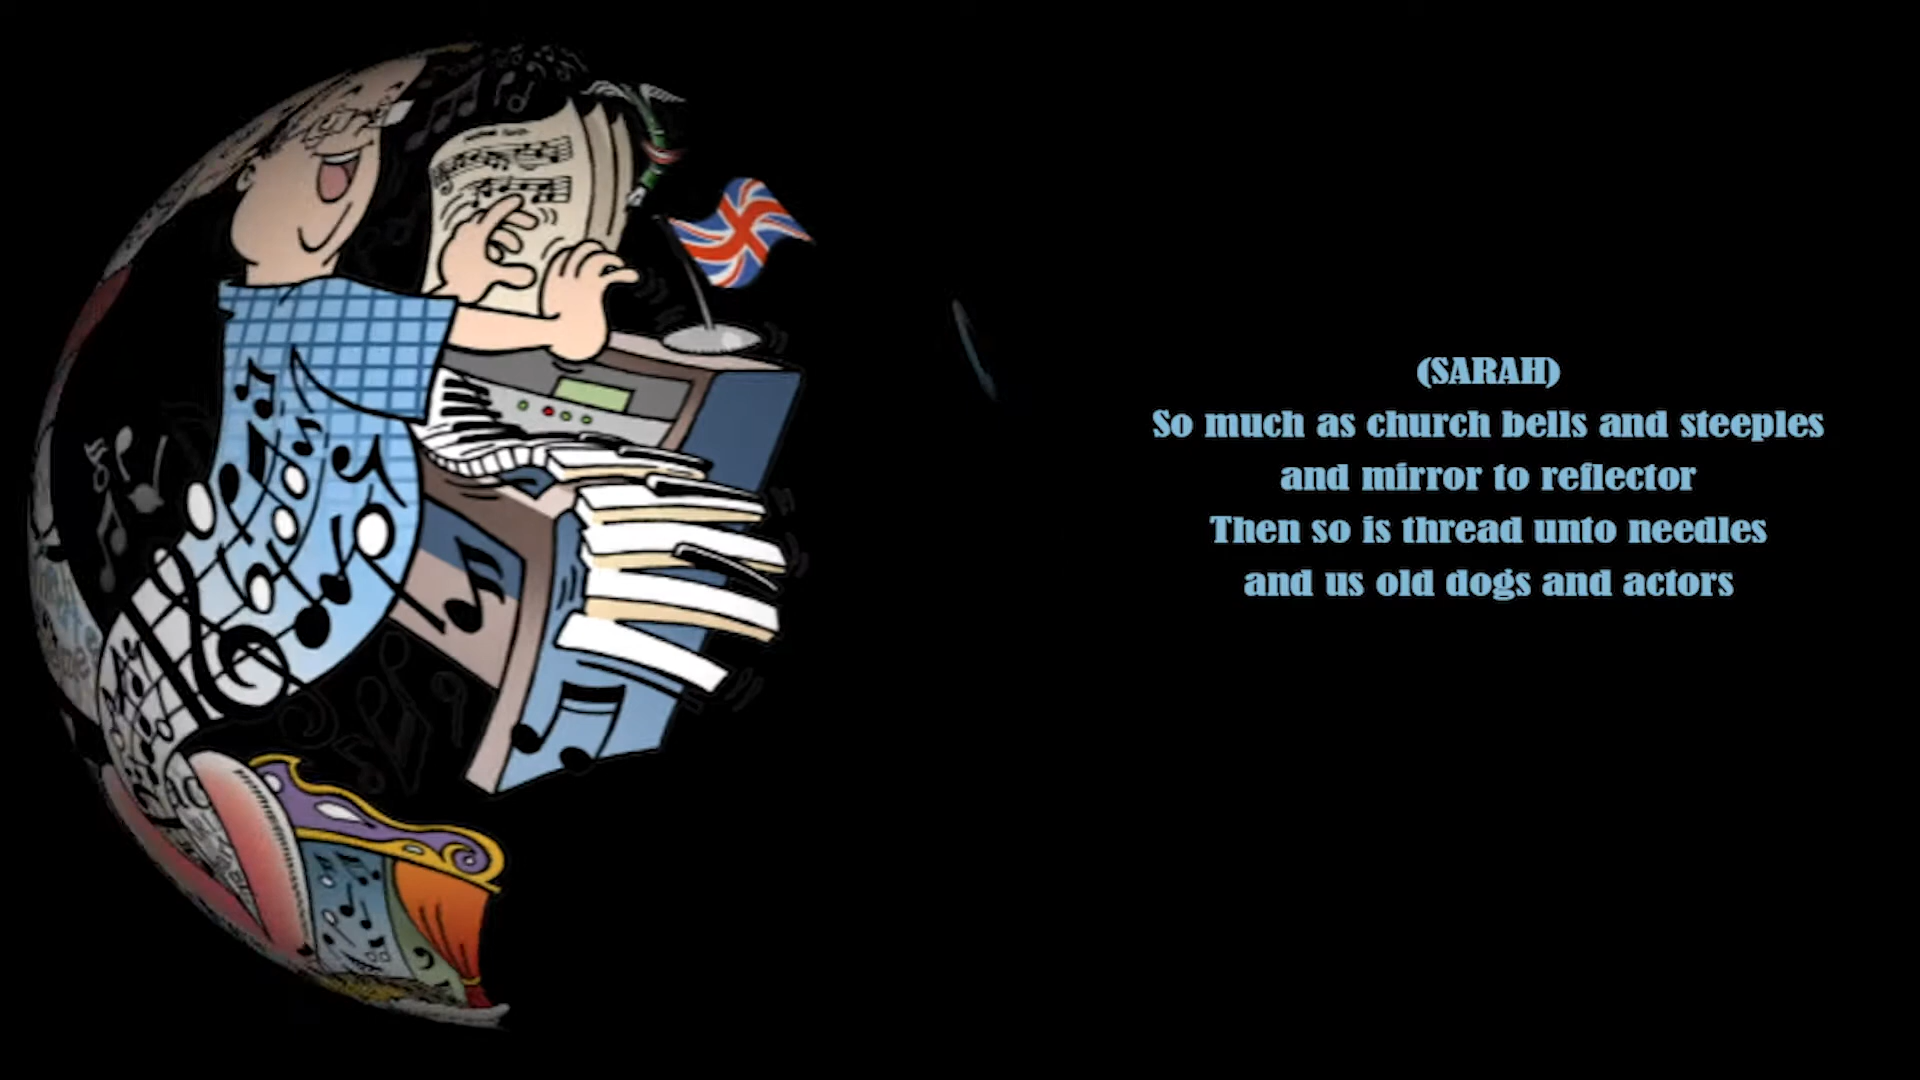 (SARAH)
So much as church bells and steeples
and mirror to reflector
Then so is thread unto needles
and us old dogs and actors